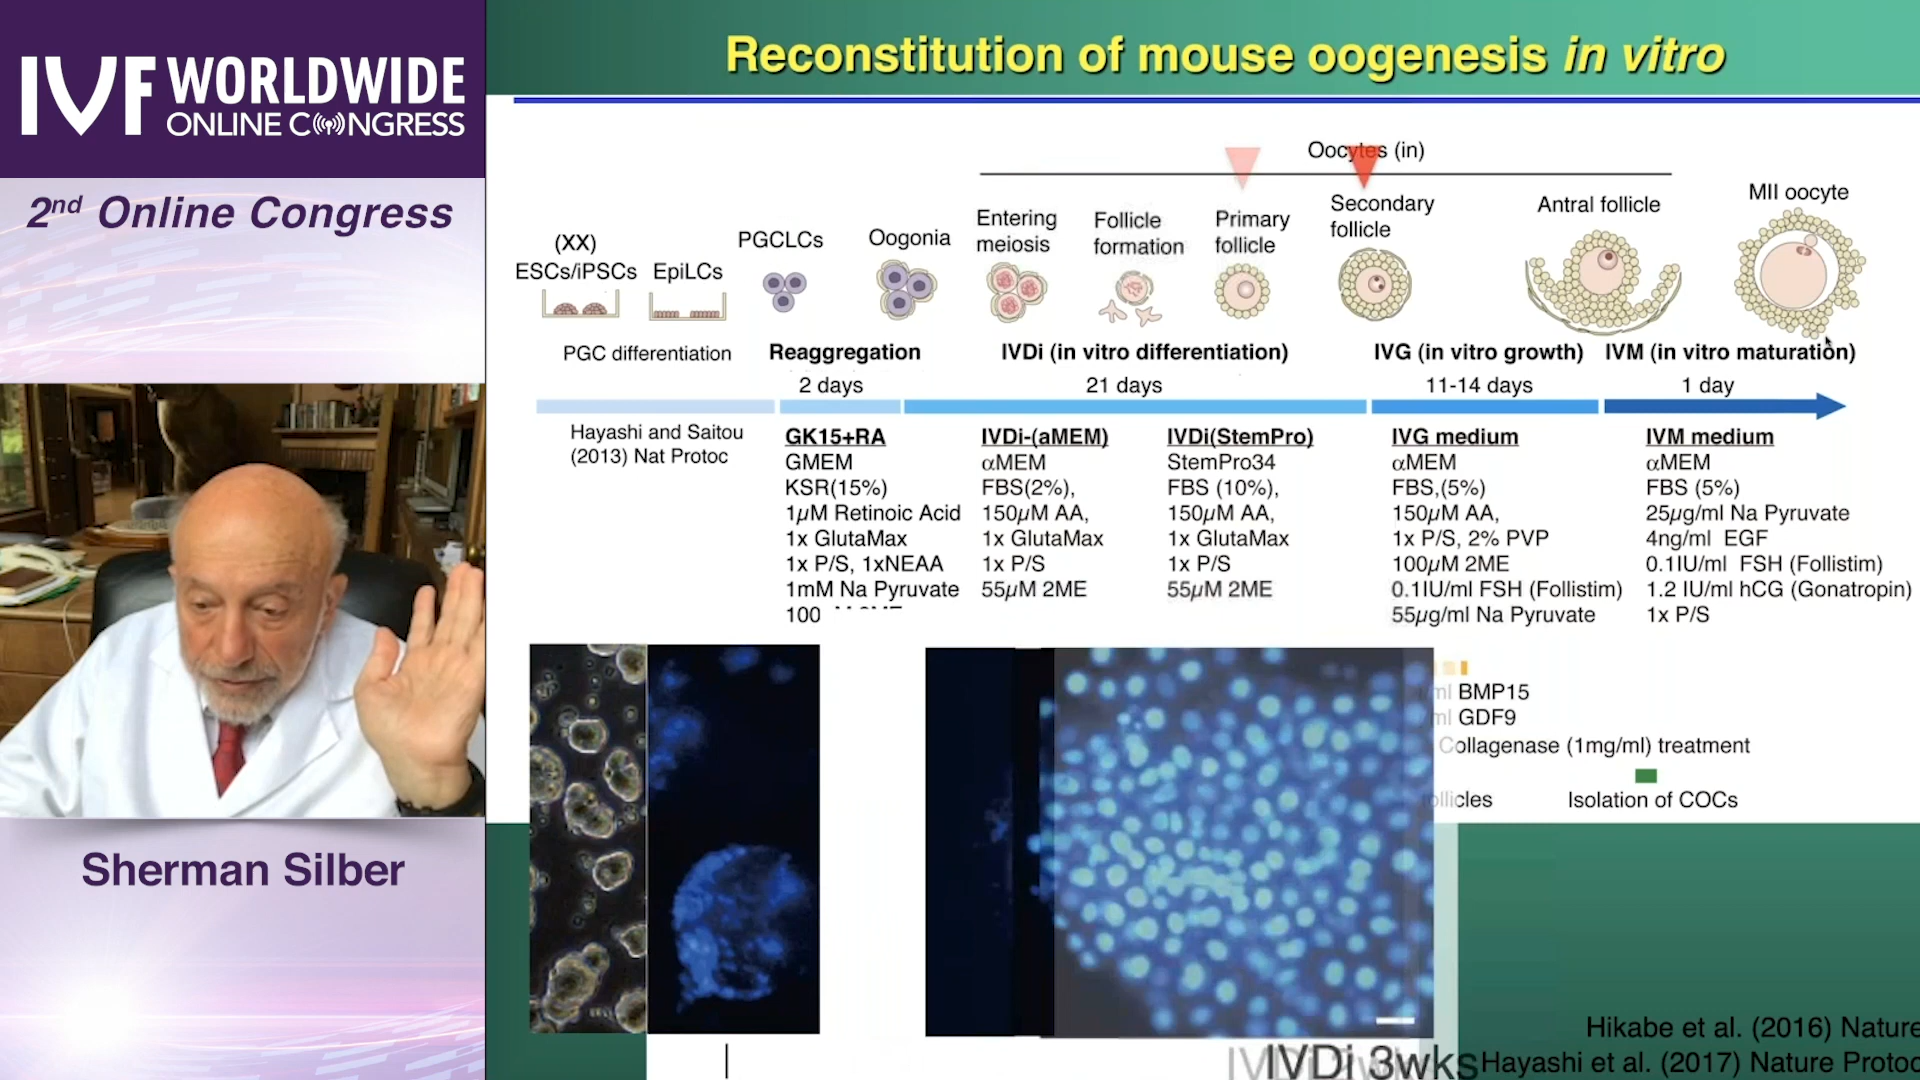 IVF WORLDWIDE
ONLINE CONGRESS
2nd Online Congress
Sherman Silber
Reconstitution of mouse oogenesis in vitro
Oocytes (in)
(XX)
ESCs/iPSCs
EpiLCs
PGCLCs
Oogonia
Entering
meiosis
Follicle
formation
Primary
follicle
Secondary
follicle
Antral follicle
MII oocyte
PGC differentiation
Reaggregation
IVDi (in vitro differentiation)
IVG (in vitro growth)
IVM (in vitro maturation)
2 days
21 days
11-14 days
1 day
Hayashi and Saitou
(2013) Nat Protoc
GK15+RA
GMEM
KSR(15%)
1µM Retinoic Acid
1x GlutaMax
1x P/S, 1xNEAA
1mM Na Pyruvate
100
IVDi-(aMEM)
αMEM
FBS(2%),
150µM AA,
1x GlutaMax
1x P/S
55µM 2ME
IVDi(StemPro)
StemPro34
FBS (10%),
150µM AA,
1x GlutaMax
1x P/S
55µM 2ME
IVG medium
αMEM
FBS,(5%)
150µM AA,
1x P/S, 2% PVP
100µM 2ME
0.1IU/ml FSH (Follistim)
55µg/ml Na Pyruvate
IVM medium
αMEM
FBS (5%)
25µg/ml Na Pyruvate
4ng/ml EGF
0.1IU/ml FSH (Follistim)
1.2 IU/ml hCG (Gonatropin)
1x P/S
ml BMP15
ml GDF9
Collagenase (1mg/ml) treatment
ollicles
Isolation of COCs
IVDi 3wks
Hikabe et al. (2016) Nature
Hayashi et al. (2017) Nature Protoc